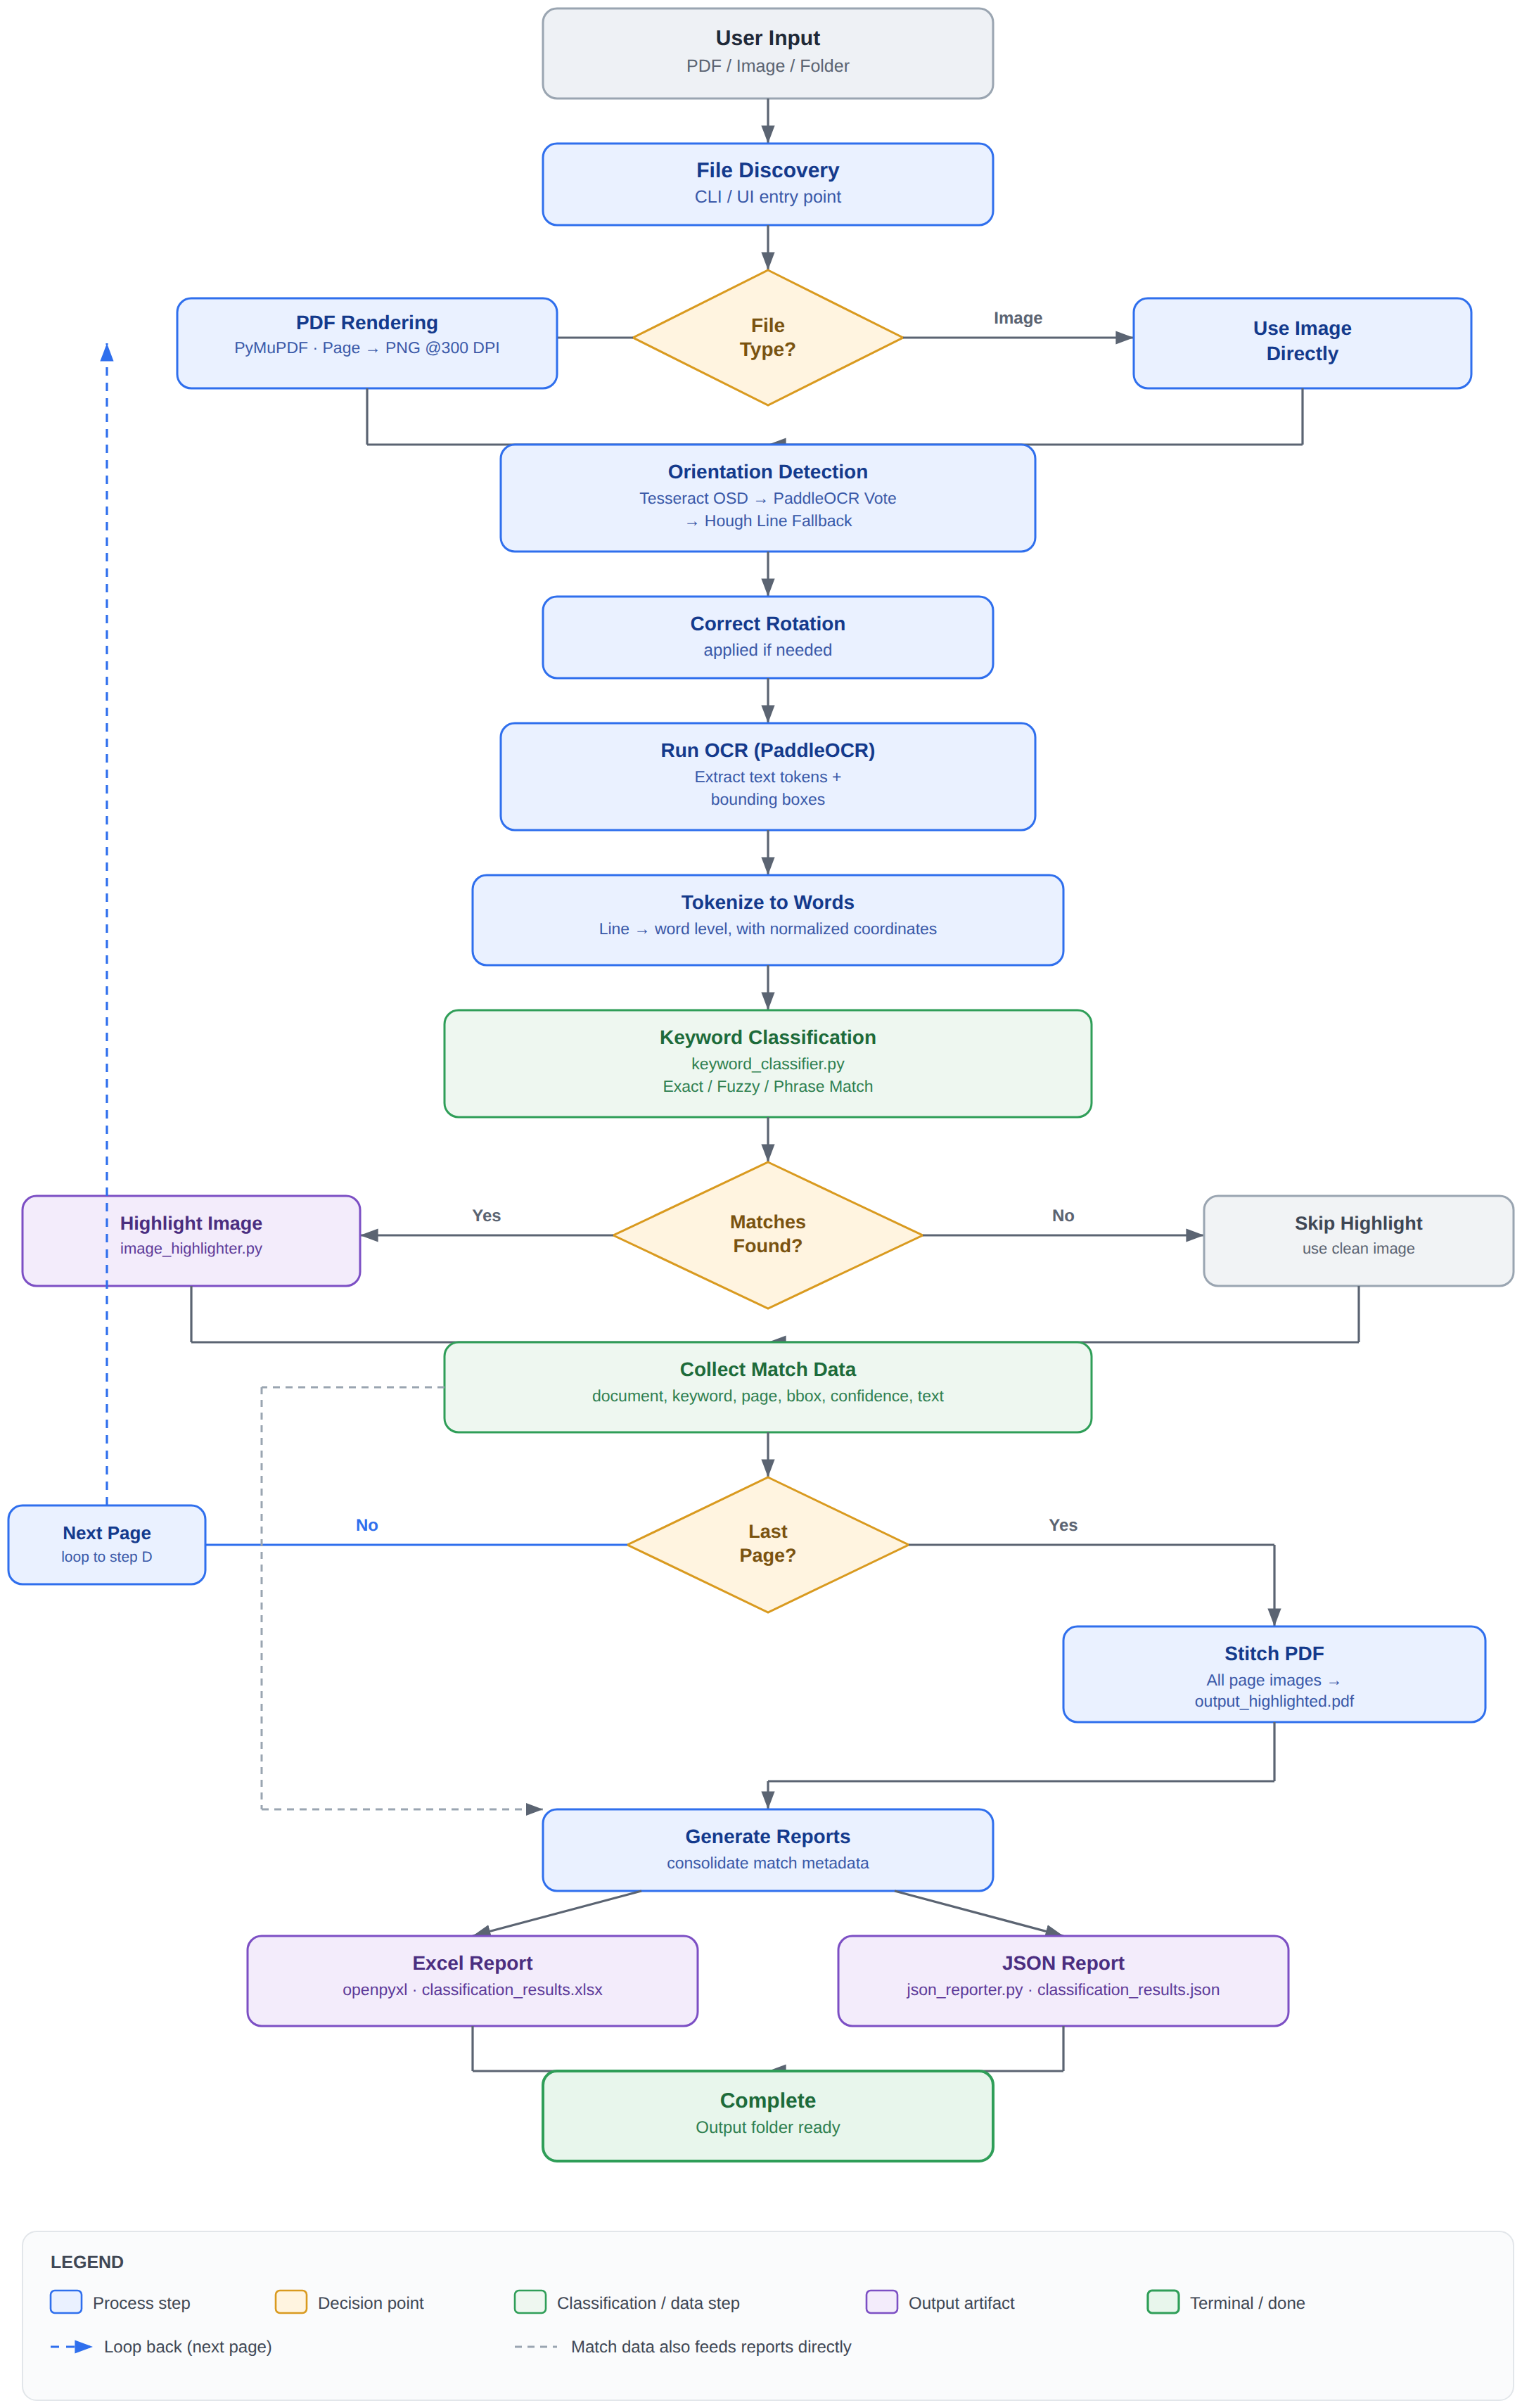 User Input
PDF / Image / Folder
File Discovery
CLI / UI entry point
PDF Rendering
PyMuPDF · Page → PNG @300 DPI
File
Type?
Image
Use Image
Directly
Orientation Detection
Tesseract OSD → PaddleOCR Vote
→ Hough Line Fallback
Correct Rotation
applied if needed
Run OCR (PaddleOCR)
Extract text tokens +
bounding boxes
Tokenize to Words
Line → word level, with normalized coordinates
Keyword Classification
keyword_classifier.py
Exact / Fuzzy / Phrase Match
Highlight Image
image_highlighter.py
Yes
Matches
Found?
No
Skip Highlight
use clean image
Collect Match Data
document, keyword, page, bbox, confidence, text
Next Page
loop to step D
No
Last
Page?
Yes
Stitch PDF
All page images →
output_highlighted.pdf
Generate Reports
consolidate match metadata
Excel Report
openpyxl · classification_results.xlsx
JSON Report
json_reporter.py · classification_results.json
Complete
Output folder ready
LEGEND
Process step
Decision point
Classification / data step
Output artifact
Terminal / done
Loop back (next page)
Match data also feeds reports directly